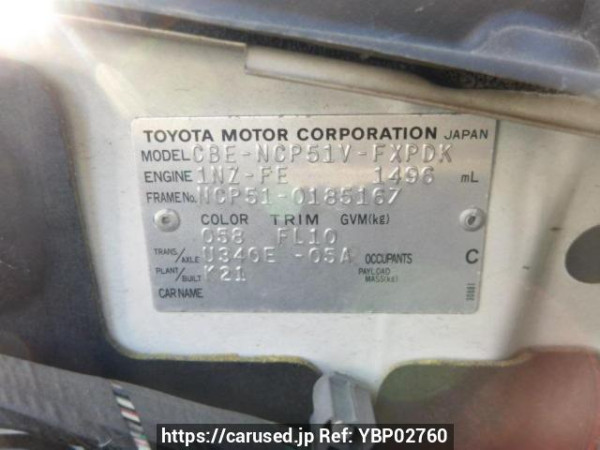 TOYOTA MOTOR CORPORATION JAPAN
MODEL CBE-NCP51V-FXPDK
ENGINE 1NZ-FE 1496 mL
FRAME No. NCP51-0185167
COLOR TRIM GVM(kg)
058 FL10
TRANS./AXLE U340E -05A OCCUPANTS C
PLANT/BUILT K21 PAYLOAD MASS(kg)
CAR NAME
https://carused.jp Ref: YBP02760